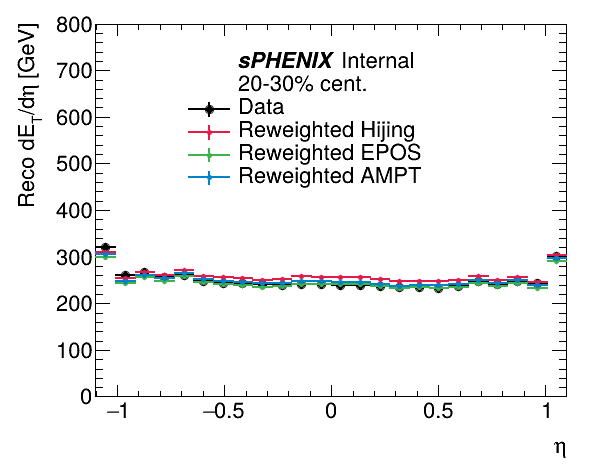 800
700
600
500
400
300
200
100
0
Reco dE_T/dη [GeV]
sPHENIX Internal
20-30% cent.
Data
Reweighted Hijing
Reweighted EPOS
Reweighted AMPT
−1 −0.5 0 0.5 1
η